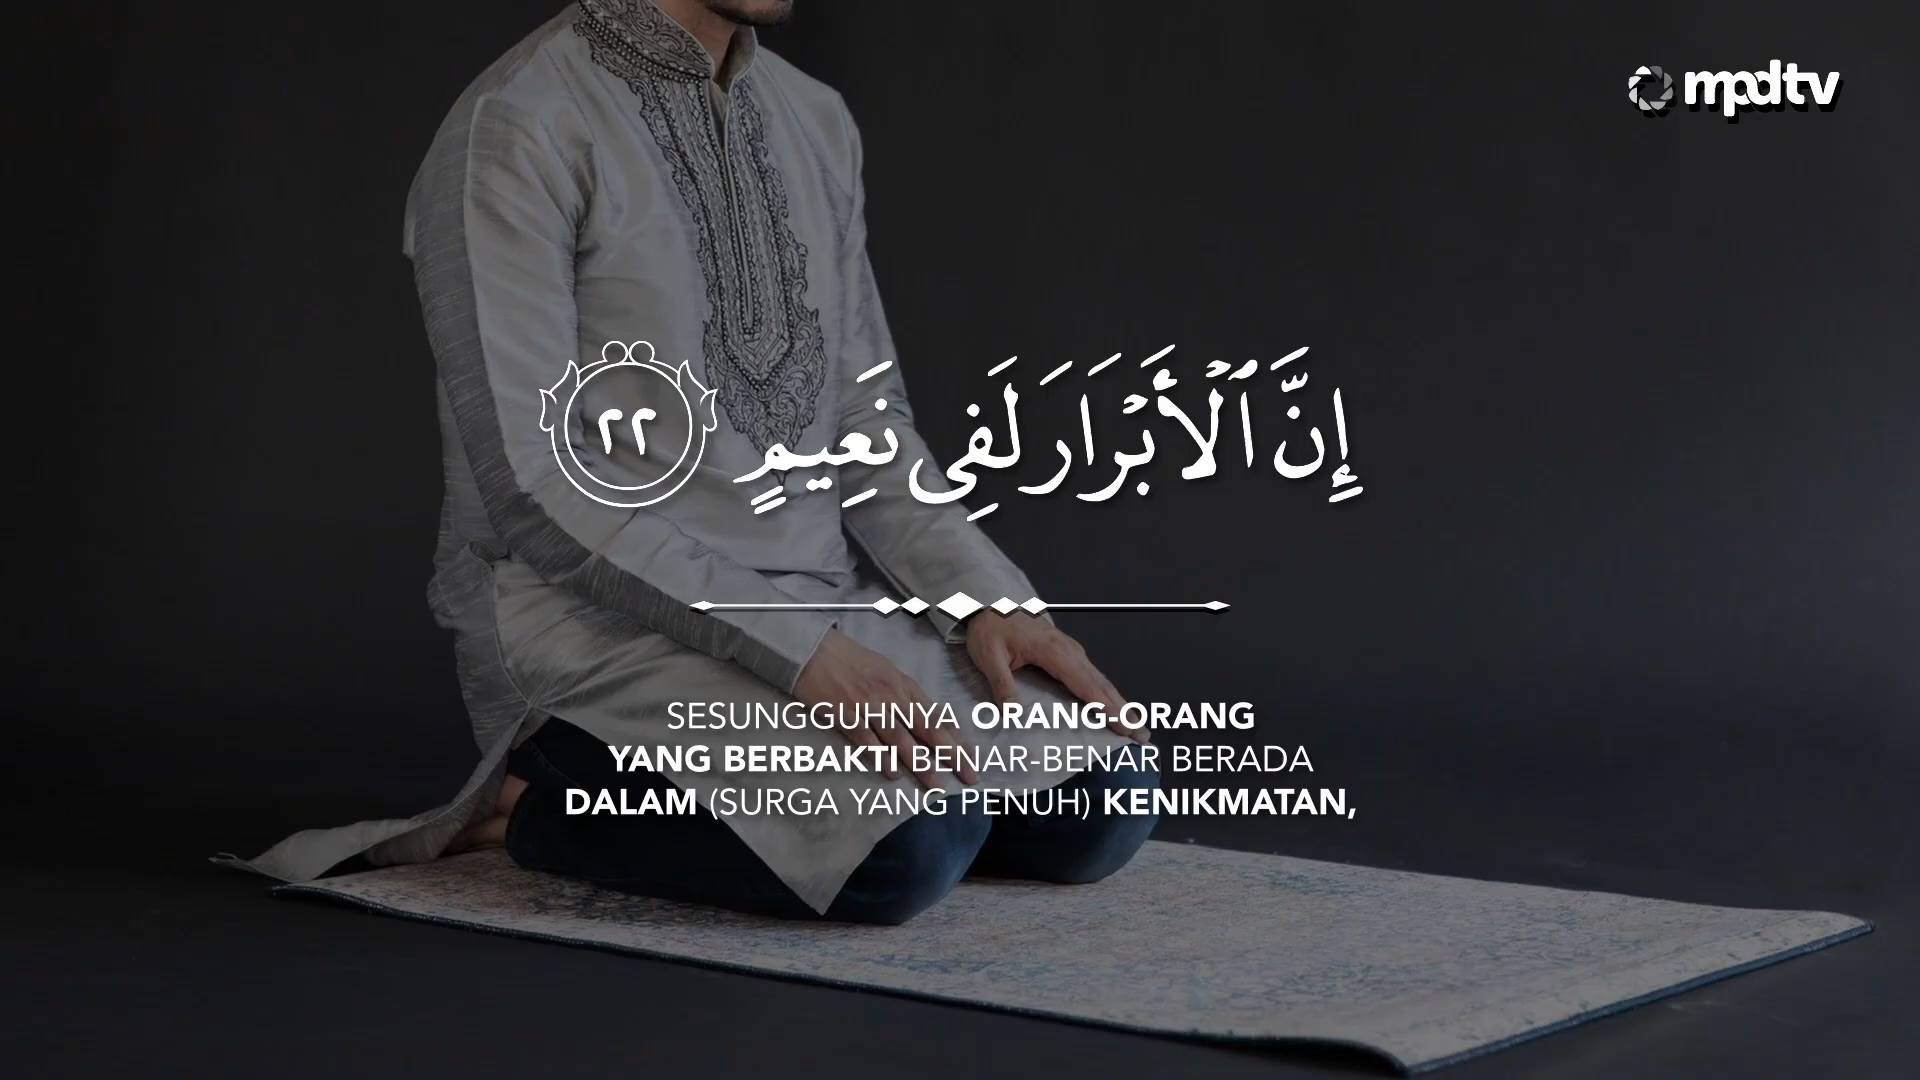 mpdtv
إِنَّ ٱلْأَبْرَارَ لَفِى نَعِيمٍ ٢٢
SESUNGGUHNYA ORANG-ORANG
YANG BERBAKTI BENAR-BENAR BERADA
DALAM (SURGA YANG PENUH) KENIKMATAN,